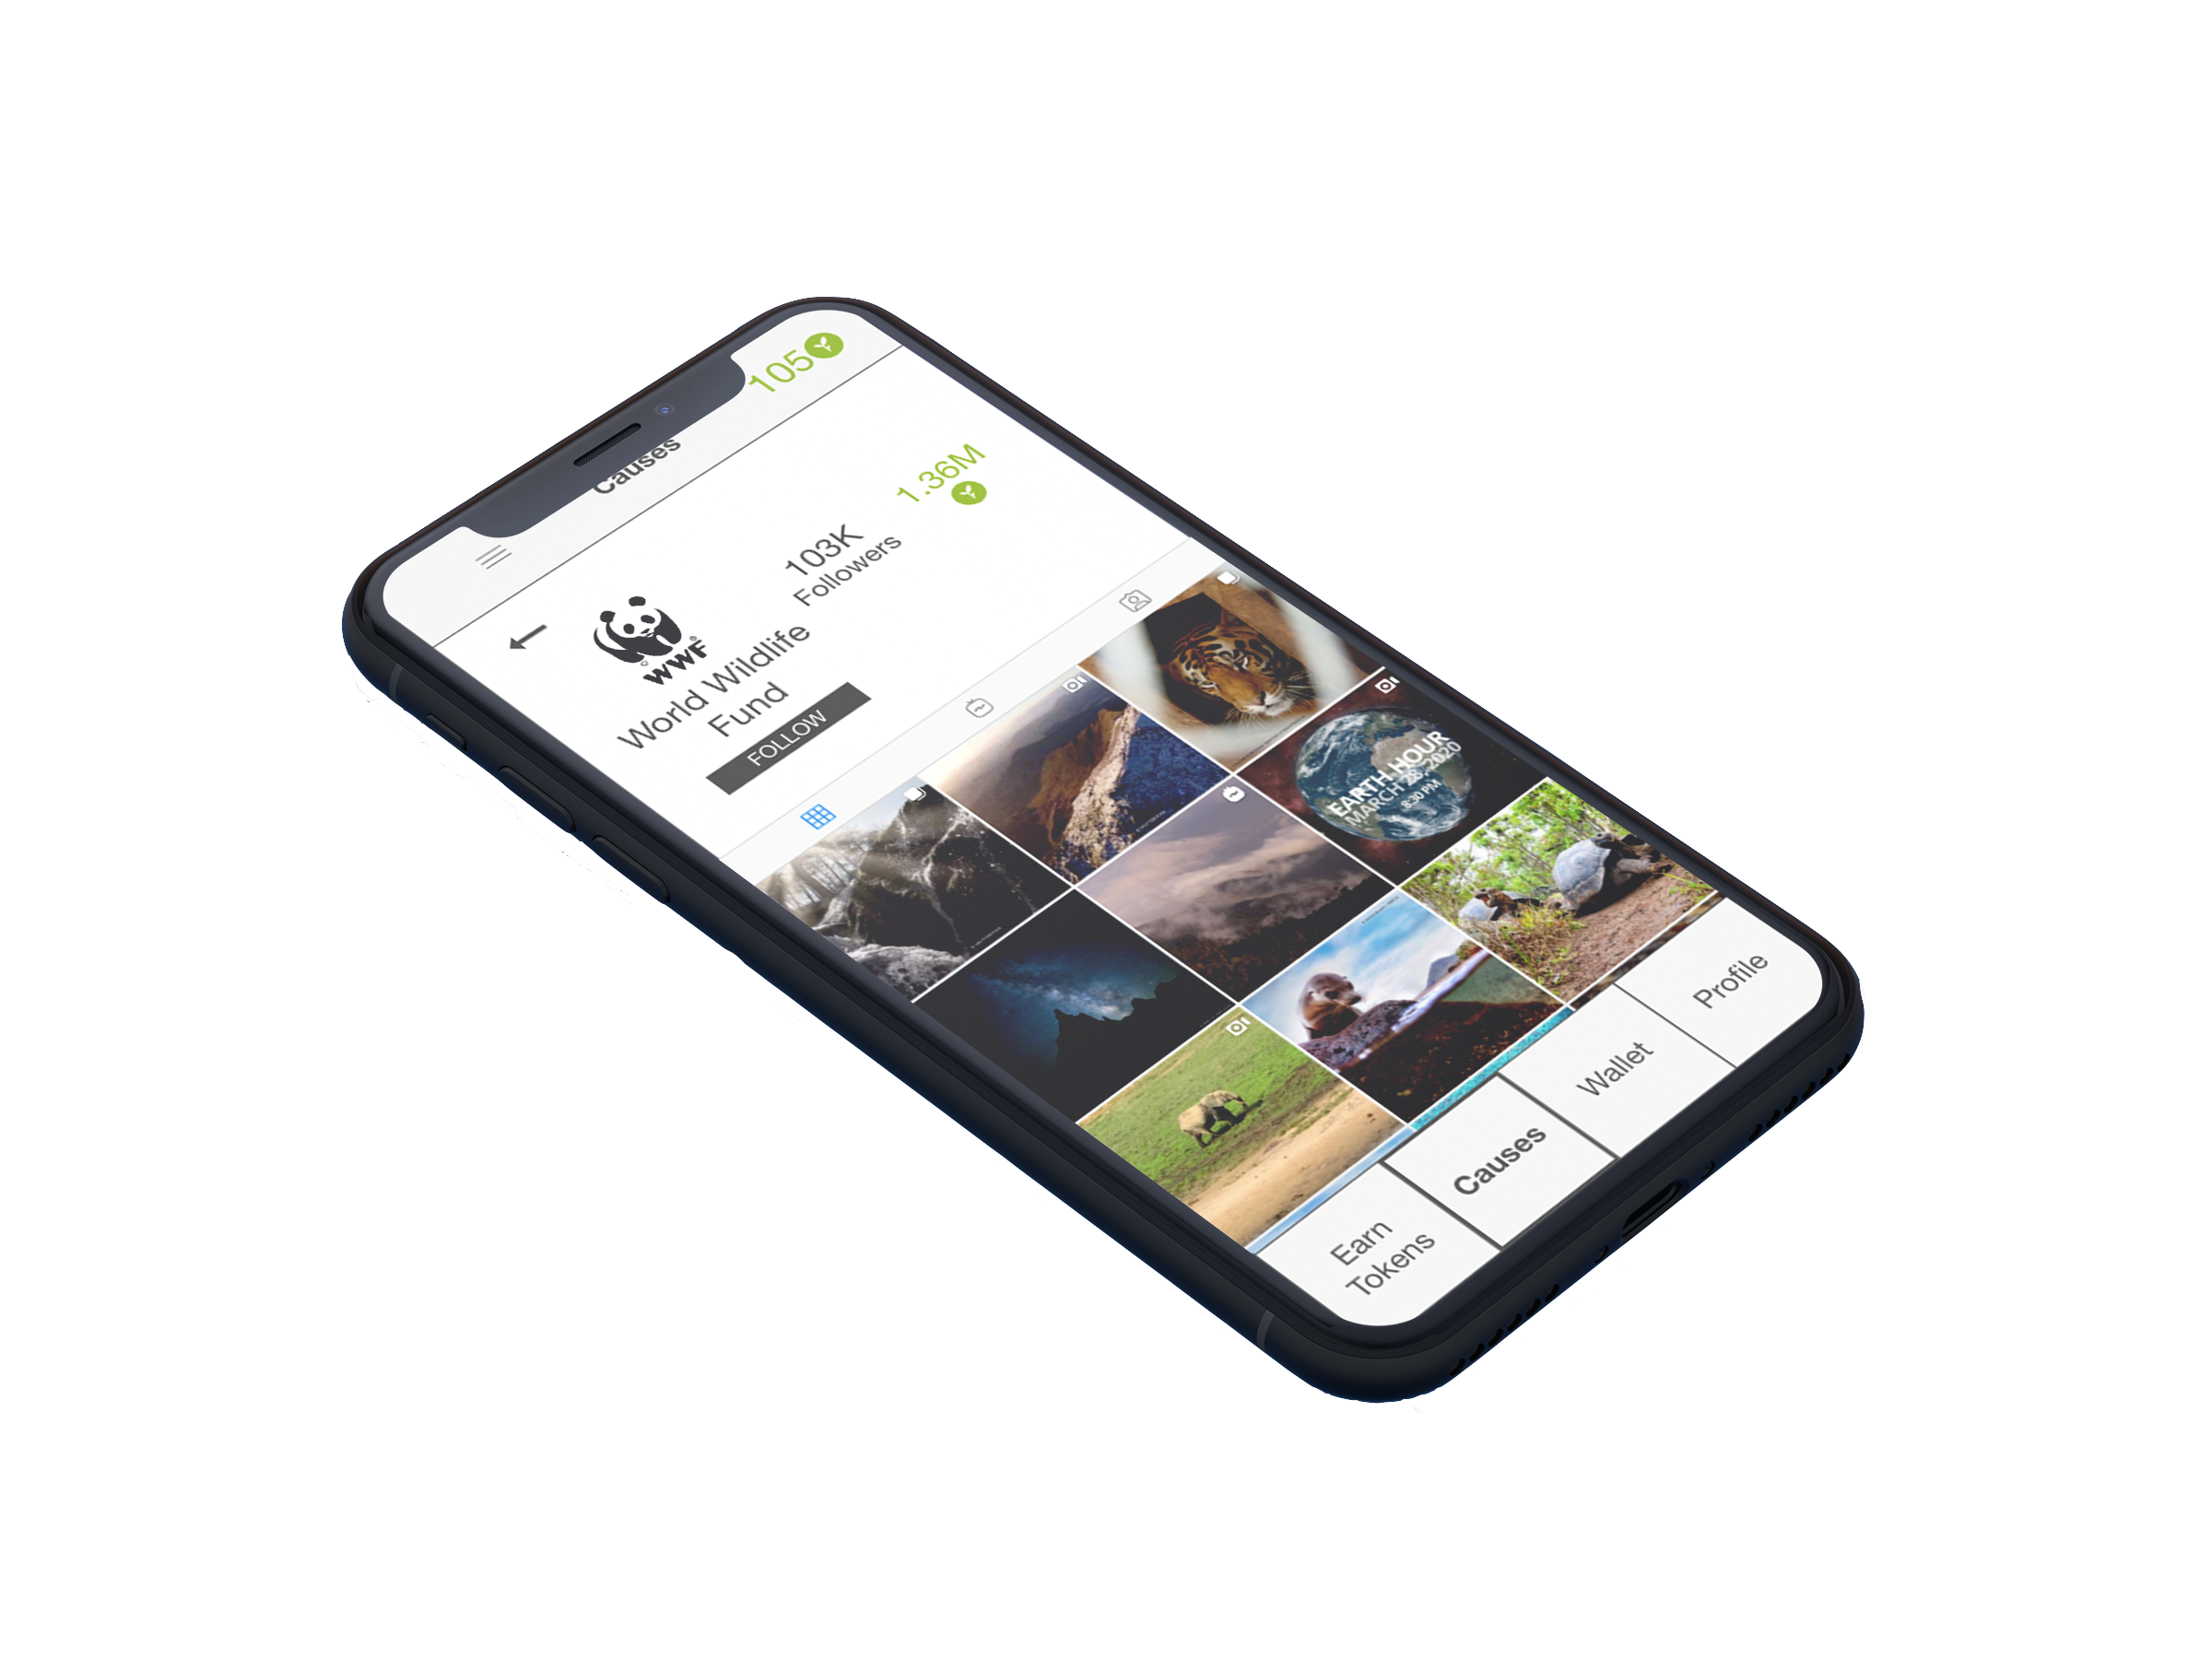 105
Causes
1.36M
103K
Followers
WWF
World Wildlife
Fund
FOLLOW
EARTH HOUR
MARCH 28, 2020
8:30 PM
Earn
Tokens
Causes
Wallet
Profile